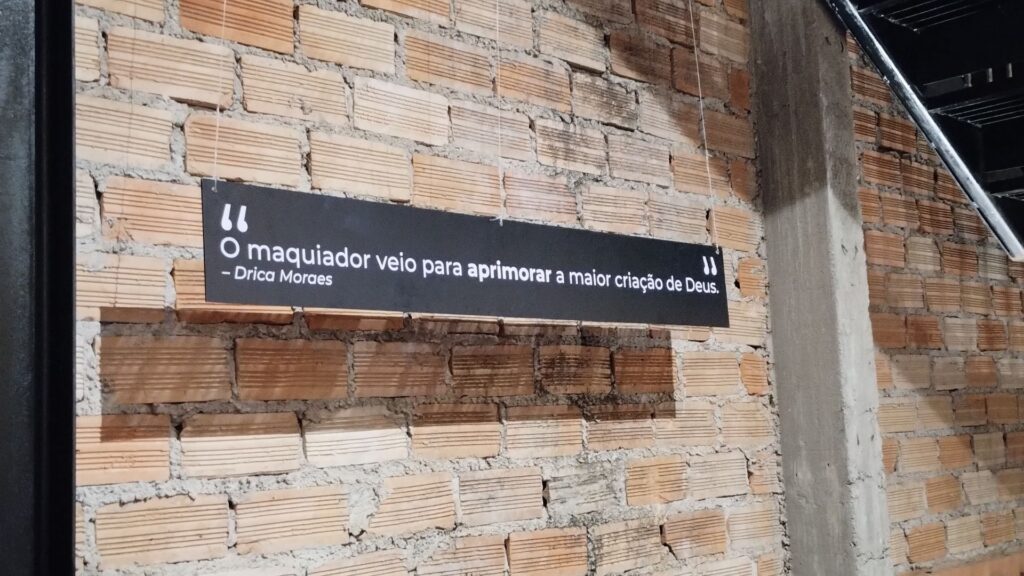 “
O maquiador veio para aprimorar a maior criação de Deus.
”
– Drica Moraes